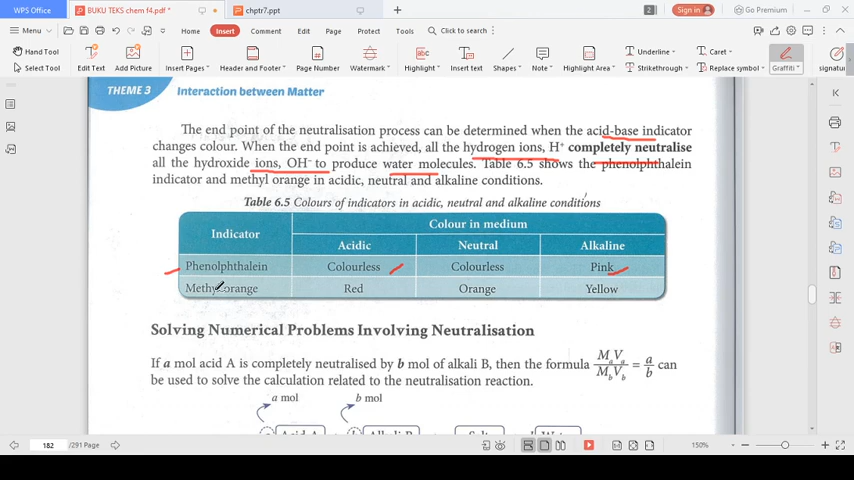 WPS Office
BUKU TEKS chem f4.pdf *
chptr7.pdf
+
2
Sign in
Go Premium
Menu
Home
Insert
Comment
Edit
Page
Protect
Tools
Click to search
Hand Tool
Select Tool
Edit Text
Add Picture
Insert Pages
Header and Footer
Page Number
Watermark
Highlight
Insert text
Shapes
Note
Highlight Area
Underline
Strikethrough
Caret
Replace symbol
Graffiti
signatur
THEME 3
Interaction between Matter
The end point of the neutralisation process can be determined when the acid-base indicator
changes colour. When the end point is achieved, all the hydrogen ions, H⁺ completely neutralise
all the hydroxide ions, OH⁻ to produce water molecules. Table 6.5 shows the phenolphthalein
indicator and methyl orange in acidic, neutral and alkaline conditions.
Table 6.5 Colours of indicators in acidic, neutral and alkaline conditions
Indicator
Colour in medium
Acidic Neutral Alkaline
Phenolphthalein Colourless Colourless Pink
Methyl orange Red Orange Yellow
Solving Numerical Problems Involving Neutralisation
If a mol acid A is completely neutralised by b mol of alkali B, then the formula MₐVₐ/M_bV_b = a/b can
be used to solve the calculation related to the neutralisation reaction.
a mol b mol
a Acid A b Alkali B Salt Water
182 /291 Page
150%